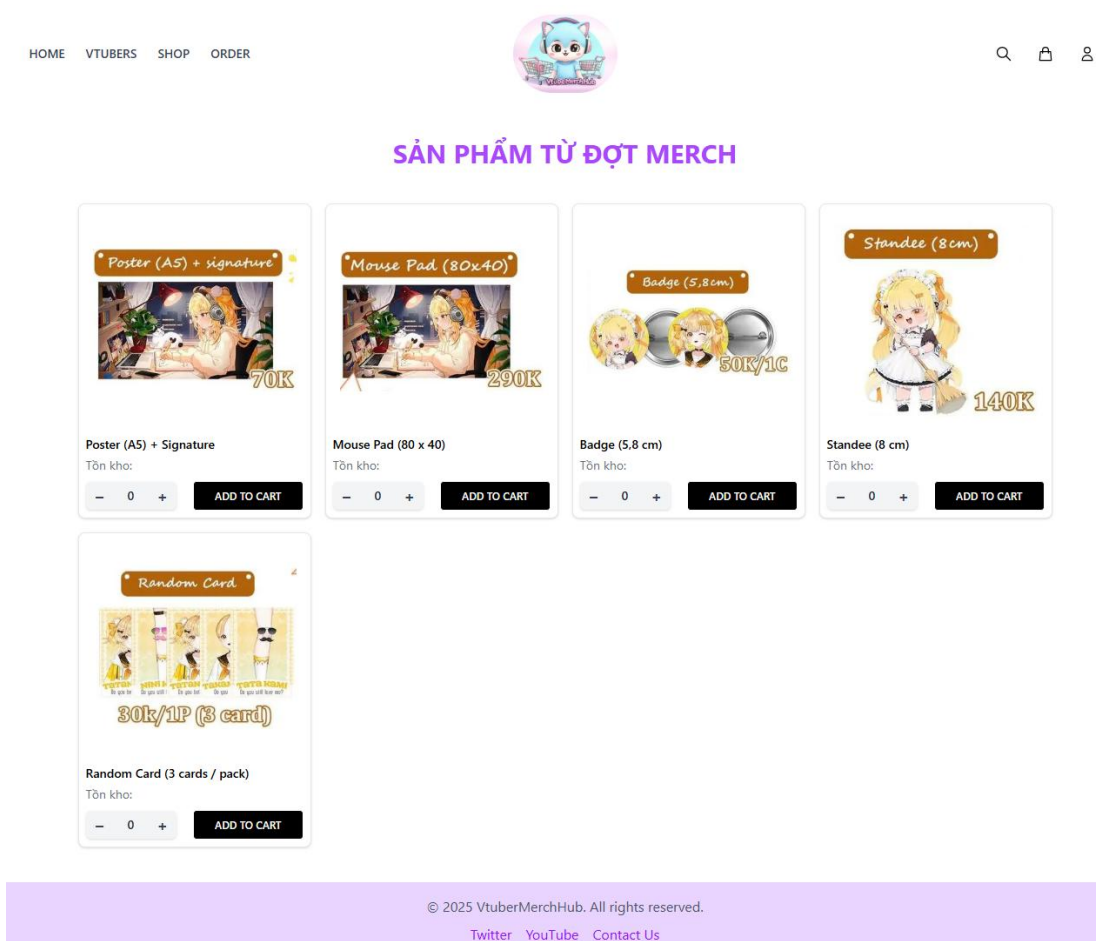 HOME VTUBERS SHOP ORDER
VtuberMerchHub
SẢN PHẨM TỪ ĐỢT MERCH
Poster (A5) + signature
70K
Poster (A5) + Signature
Tồn kho:
− 0 + ADD TO CART
Mouse Pad (80x40)
290K
Mouse Pad (80 x 40)
Tồn kho:
− 0 + ADD TO CART
Badge (5,8cm)
50K/1C
Badge (5,8 cm)
Tồn kho:
− 0 + ADD TO CART
Standee (8cm)
140K
Standee (8 cm)
Tồn kho:
− 0 + ADD TO CART
Random Card
30k/1P (3 card)
Random Card (3 cards / pack)
Tồn kho:
− 0 + ADD TO CART
© 2025 VtuberMerchHub. All rights reserved.
Twitter YouTube Contact Us